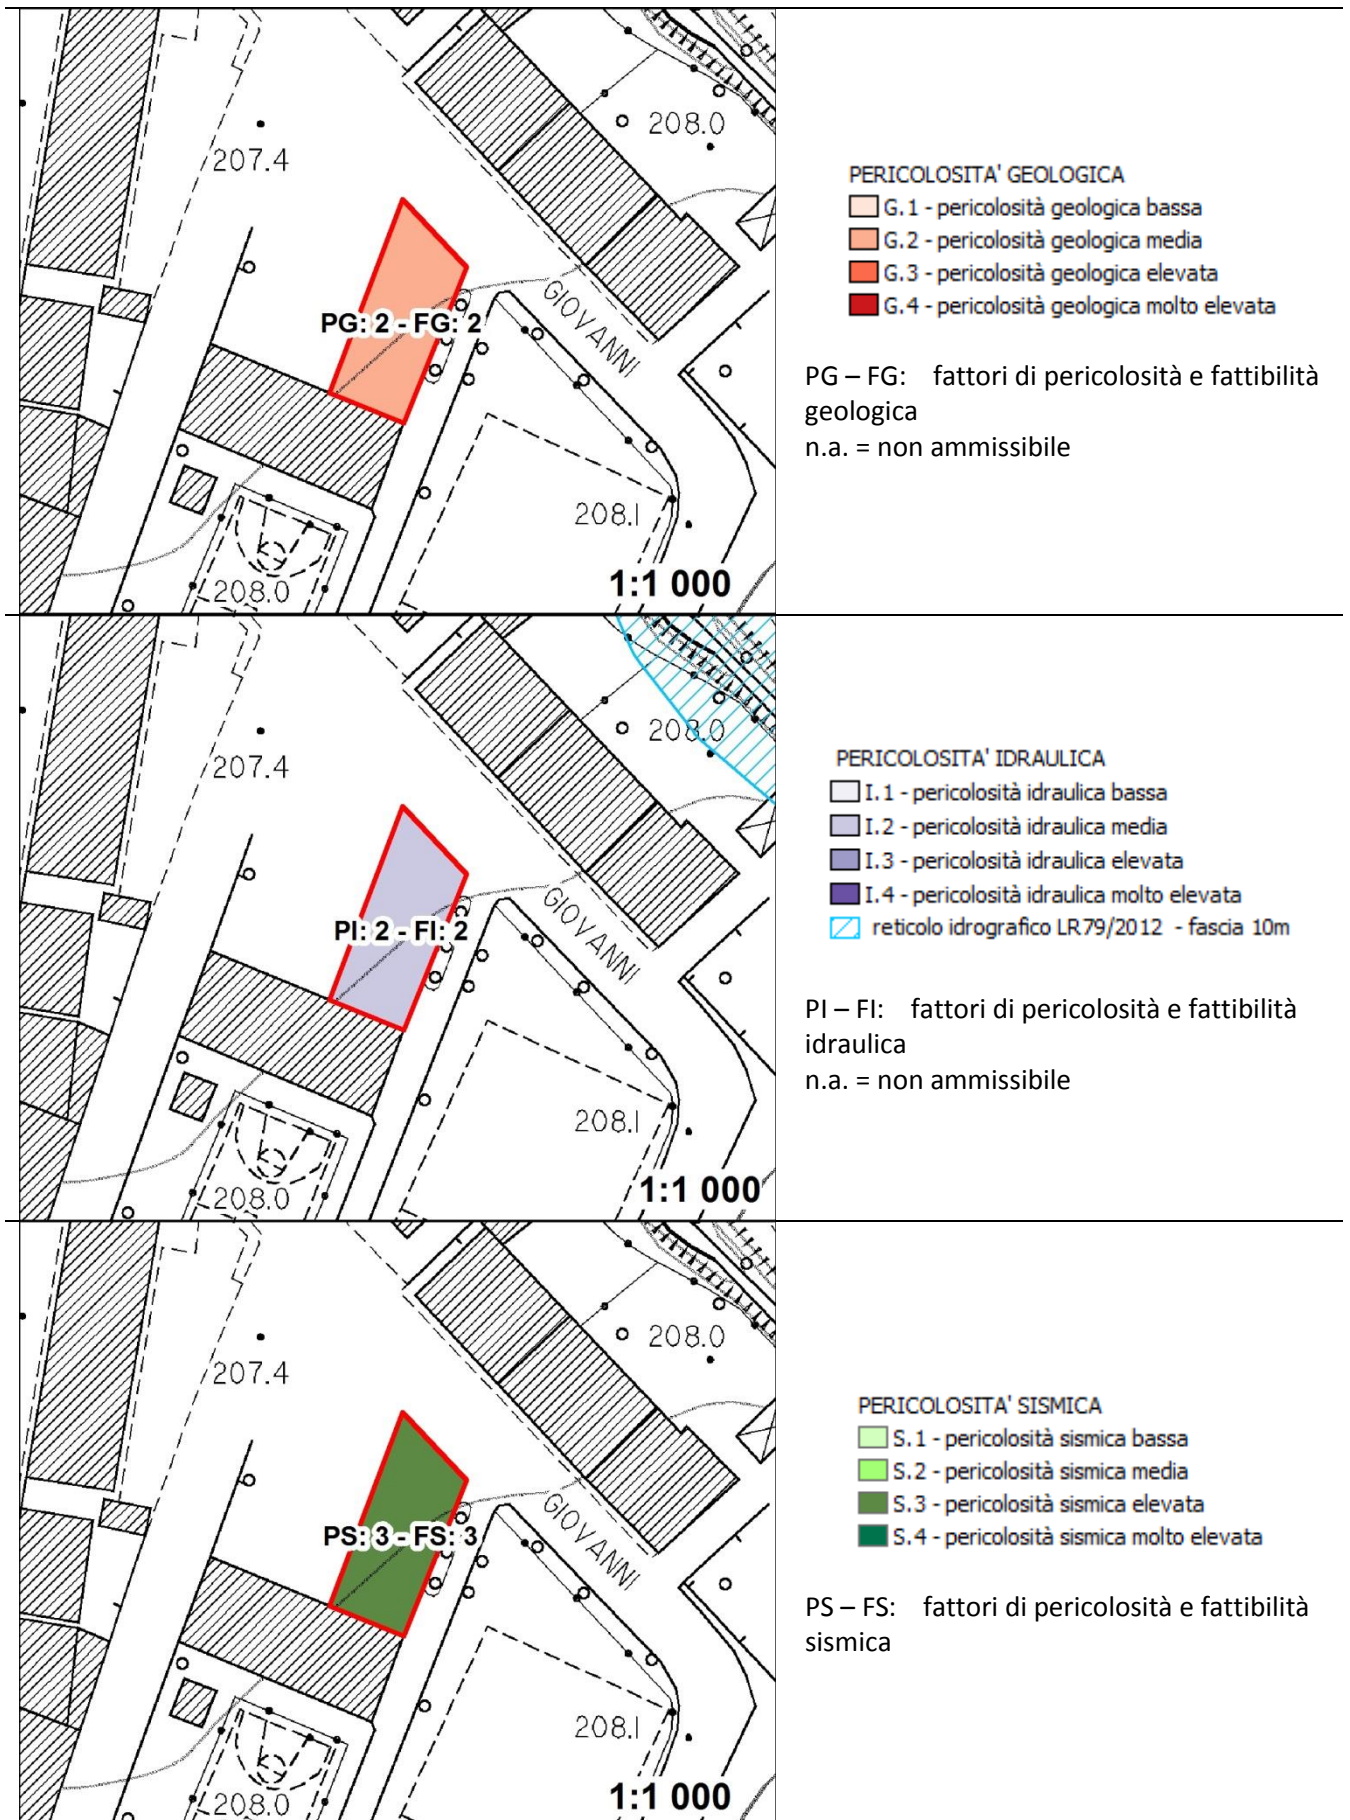 208.0
207.4
GIOVANNI
PG: 2 - FG: 2
208.1
208.0
1:1 000
PERICOLOSITA' GEOLOGICA
G.1 - pericolosità geologica bassa
G.2 - pericolosità geologica media
G.3 - pericolosità geologica elevata
G.4 - pericolosità geologica molto elevata
PG – FG: fattori di pericolosità e fattibilità
geologica
n.a. = non ammissibile
208.0
207.4
GIOVANNI
PI: 2 - FI: 2
208.1
208.0
1:1 000
PERICOLOSITA' IDRAULICA
I.1 - pericolosità idraulica bassa
I.2 - pericolosità idraulica media
I.3 - pericolosità idraulica elevata
I.4 - pericolosità idraulica molto elevata
reticolo idrografico LR79/2012 - fascia 10m
PI – FI: fattori di pericolosità e fattibilità
idraulica
n.a. = non ammissibile
208.0
207.4
GIOVANNI
PS: 3 - FS: 3
208.1
208.0
1:1 000
PERICOLOSITA' SISMICA
S.1 - pericolosità sismica bassa
S.2 - pericolosità sismica media
S.3 - pericolosità sismica elevata
S.4 - pericolosità sismica molto elevata
PS – FS: fattori di pericolosità e fattibilità
sismica